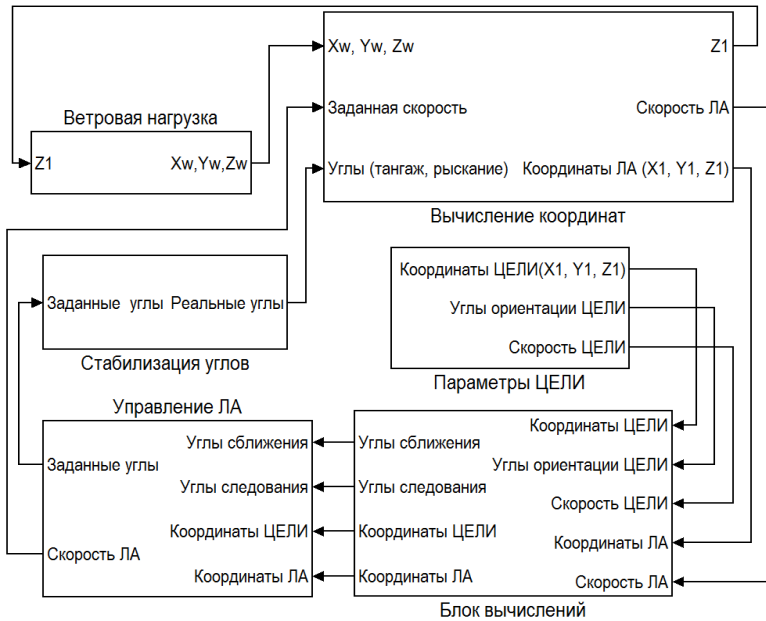 Ветровая нагрузка
Z1
Xw,Yw,Zw
Xw, Yw, Zw
Z1
Заданная скорость
Скорость ЛА
Углы (тангаж, рыскание)
Координаты ЛА (X1, Y1, Z1)
Вычисление координат
Заданные углы
Реальные углы
Стабилизация углов
Координаты ЦЕЛИ(X1, Y1, Z1)
Углы ориентации ЦЕЛИ
Скорость ЦЕЛИ
Параметры ЦЕЛИ
Управление ЛА
Углы сближения
Заданные углы
Углы следования
Координаты ЦЕЛИ
Скорость ЛА
Координаты ЛА
Координаты ЦЕЛИ
Углы сближения
Углы ориентации ЦЕЛИ
Углы следования
Скорость ЦЕЛИ
Координаты ЦЕЛИ
Координаты ЛА
Координаты ЛА
Скорость ЛА
Блок вычислений